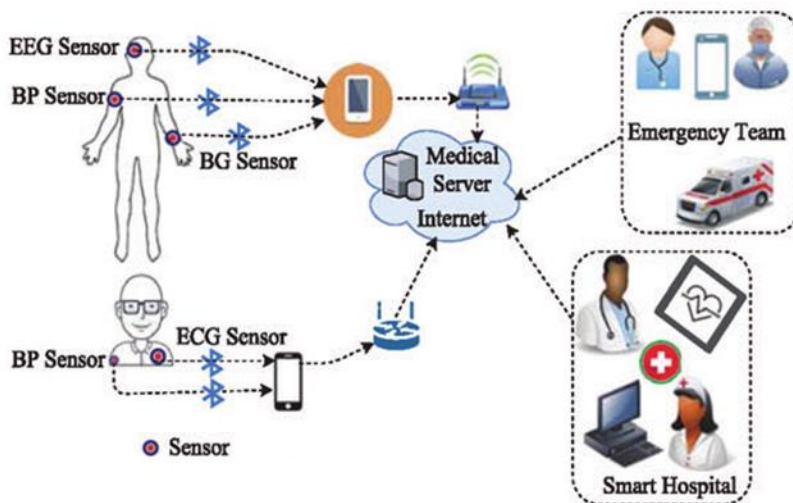 EEG Sensor
BP Sensor
BG Sensor
Medical
Server
Internet
Emergency Team
ECG Sensor
BP Sensor
Sensor
Smart Hospital